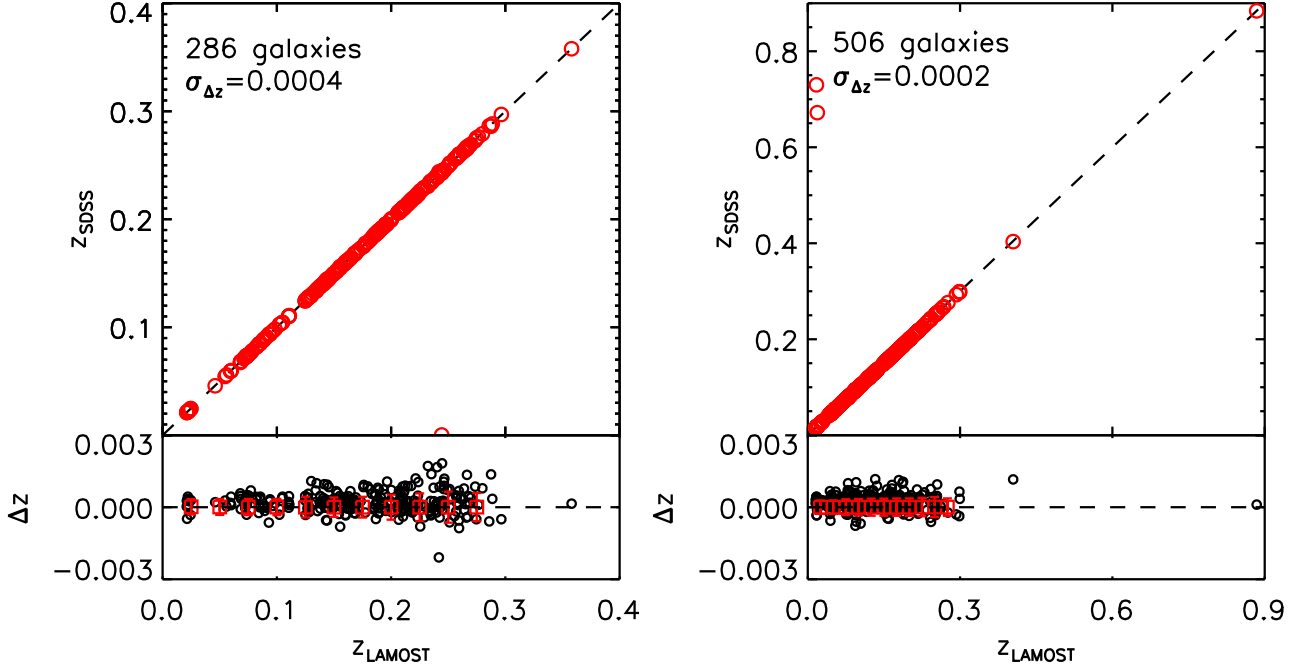 286 galaxies
σΔz=0.0004
0.4
0.3
0.2
0.1
zSDSS
0.003
0.000
−0.003
Δz
0.0 0.1 0.2 0.3 0.4
zLAMOST
506 galaxies
σΔz=0.0002
0.8
0.6
0.4
0.2
zSDSS
0.003
0.000
−0.003
Δz
0.0 0.3 0.6 0.9
zLAMOST